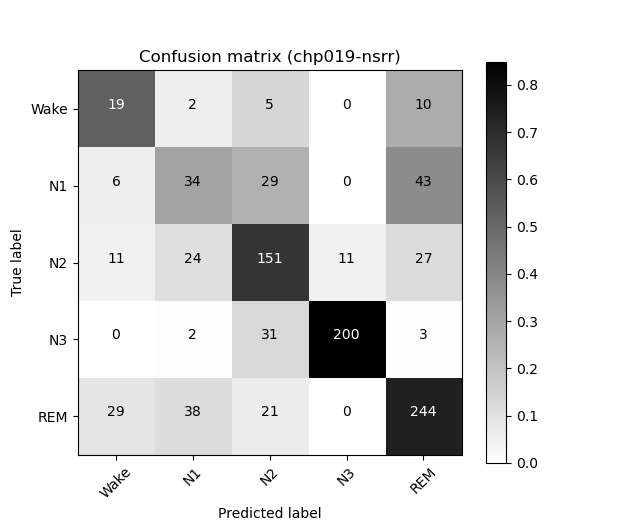 Confusion matrix (chp019-nsrr)
True label
Wake 19 2 5 0 10
N1 6 34 29 0 43
N2 11 24 151 11 27
N3 0 2 31 200 3
REM 29 38 21 0 244
Wake N1 N2 N3 REM
Predicted label
0.8
0.7
0.6
0.5
0.4
0.3
0.2
0.1
0.0